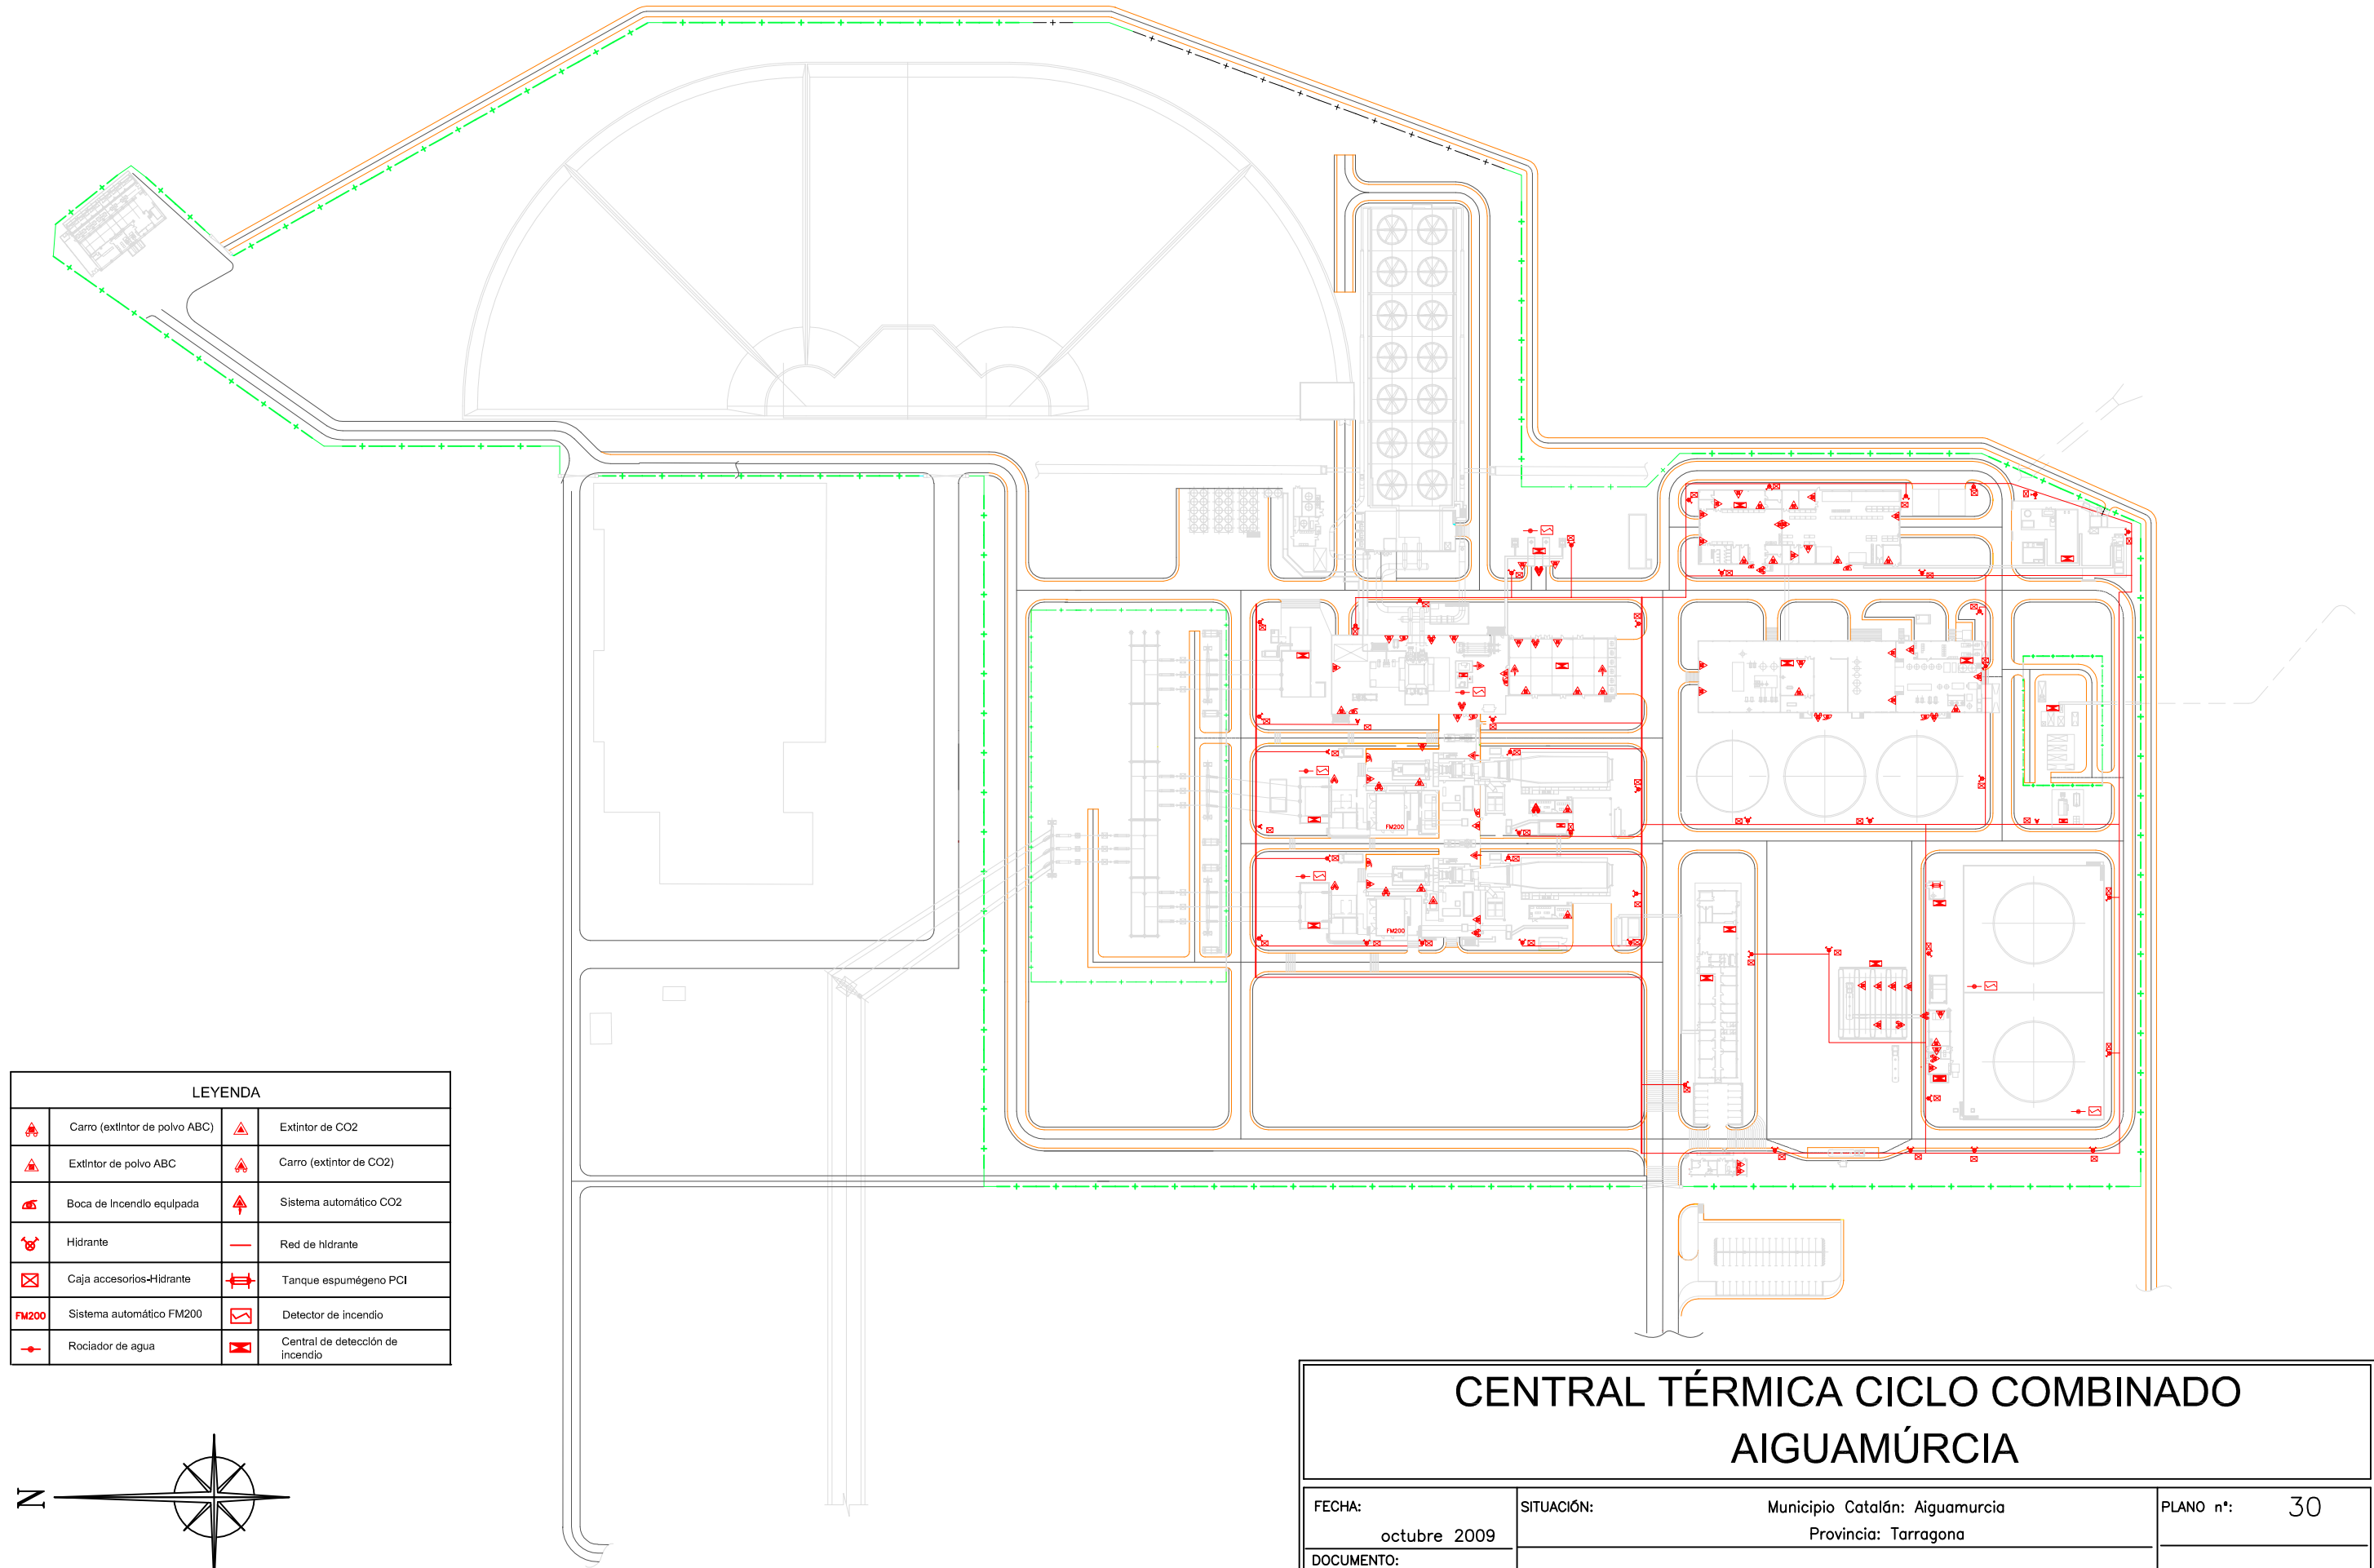 FM200
FM200
LEYENDA
Carro (extintor de polvo ABC)
Extintor de CO2
Extintor de polvo ABC
Carro (extintor de CO2)
Boca de Incendio equipada
Sistema automático CO2
Hidrante
Red de hidrante
Caja accesorios-Hidrante
Tanque espumégeno PCI
FM200
Sistema automático FM200
Detector de incendio
Rociador de agua
Central de detección de
incendio
N
CENTRAL TÉRMICA CICLO COMBINADO
AIGUAMÚRCIA
FECHA:
octubre 2009
SITUACIÓN:
Municipio Catalán: Aiguamurcia
Provincia: Tarragona
PLANO nº:
30
DOCUMENTO: